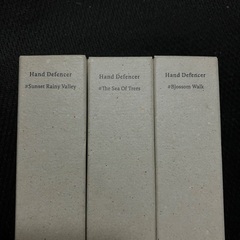 Hand Defencer
#Sunset Rainy Valley
Hand Defencer
#The Sea Of Trees
Hand Defencer
#Blossom Walk